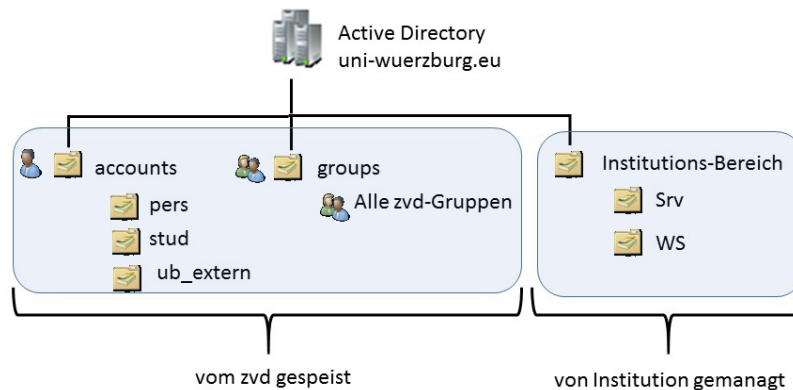 Active Directory
uni-wuerzburg.eu
accounts
groups
Institutions-Bereich
pers
Alle zvd-Gruppen
Srv
stud
WS
ub_extern
vom zvd gespeist
von Institution gemanagt